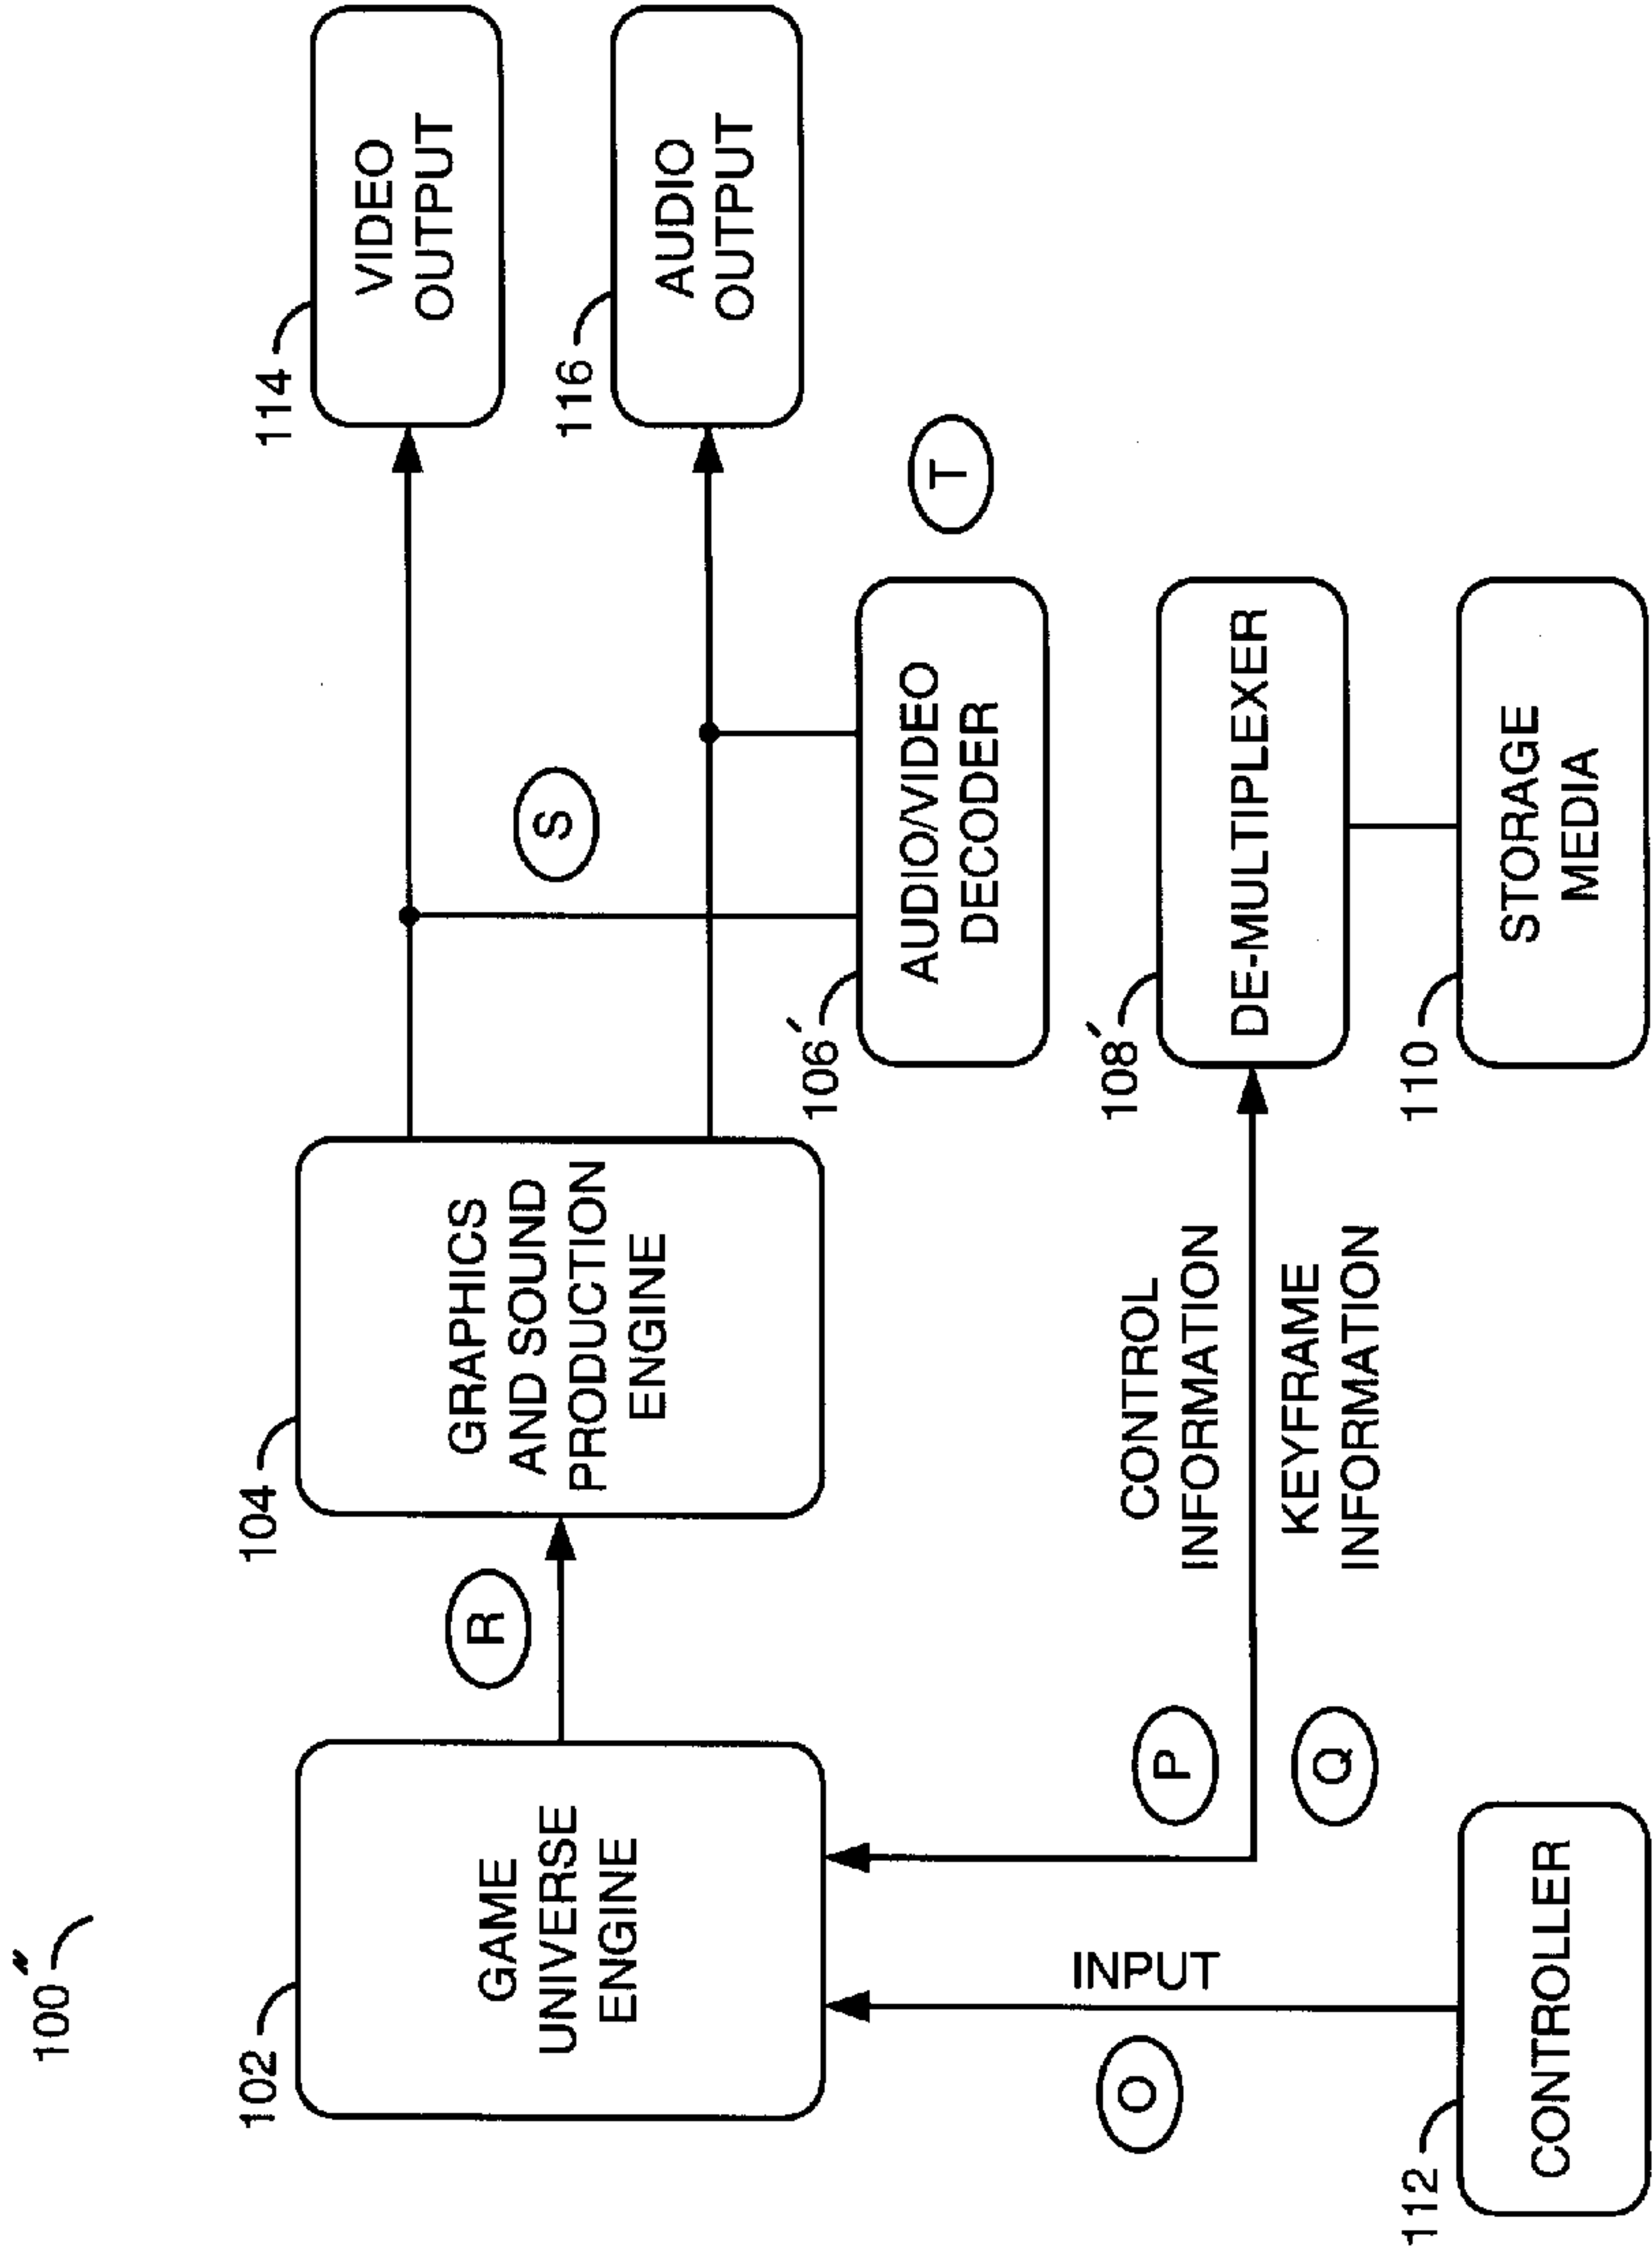 100"
102
GAME
UNIVERSE
ENGINE
R
104
GRAPHICS
AND SOUND
PRODUCTION
ENGINE
S
114
VIDEO
OUTPUT
116
AUDIO
OUTPUT
106'
AUDIO/VIDEO
DECODER
T
O
INPUT
P
CONTROL
INFORMATION
Q
KEYFRAME
INFORMATION
108'
DE-MULTIPLEXER
112
CONTROLLER
110
STORAGE
MEDIA